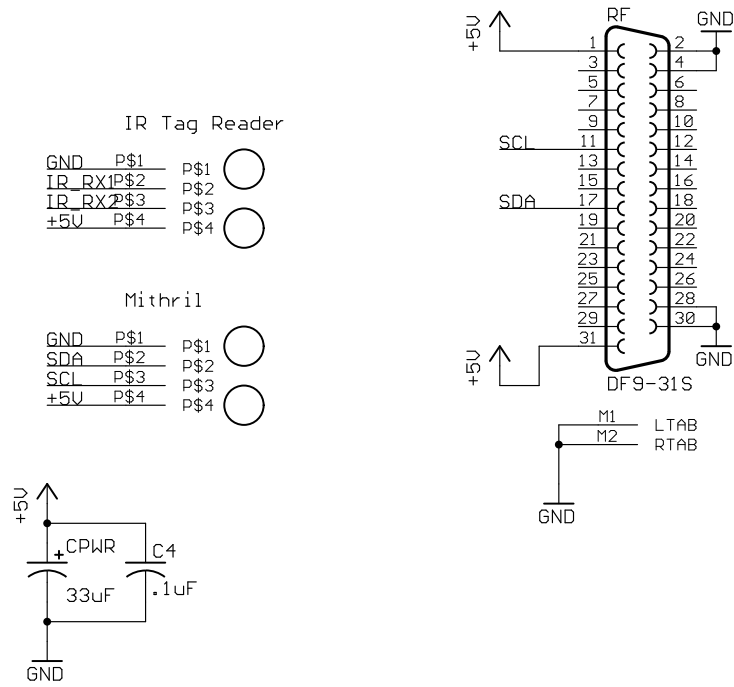 RF
+5V
GND
1 2
3 4
5 6
7 8
9 10
SCL 11 12
13 14
15 16
SDA 17 18
19 20
21 22
23 24
25 26
27 28
29 30
31
+5V
GND
DF9-31S
M1 LTAB
M2 RTAB
GND
IR Tag Reader
GND P$1 P$1
IR_RX1 P$2 P$2
IR_RX2 P$3 P$3
+5V P$4 P$4
Mithril
GND P$1 P$1
SDA P$2 P$2
SCL P$3 P$3
+5V P$4 P$4
+5V
+ CPWR C4
33uF .1uF
GND